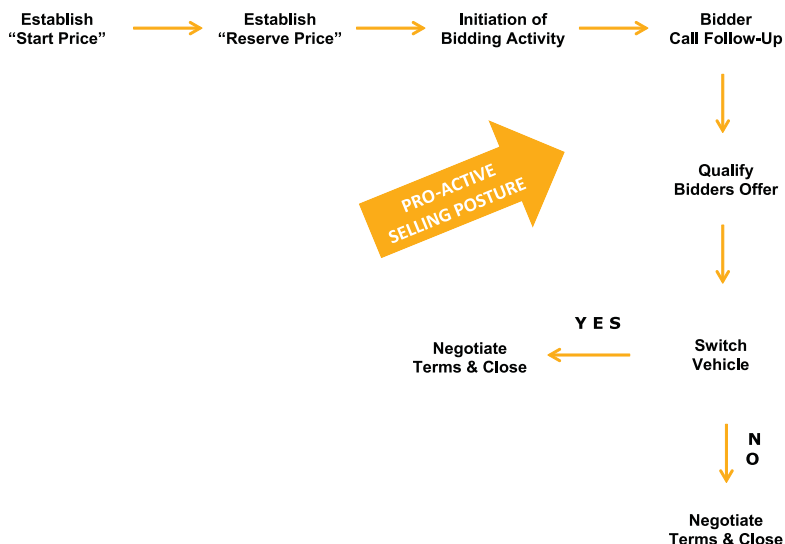 Establish
“Start Price”
Establish
“Reserve Price”
Initiation of
Bidding Activity
Bidder
Call Follow-Up
PRO-ACTIVE
SELLING POSTURE
Qualify
Bidders Offer
Y E S
Negotiate
Terms & Close
Switch
Vehicle
N
O
Negotiate
Terms & Close